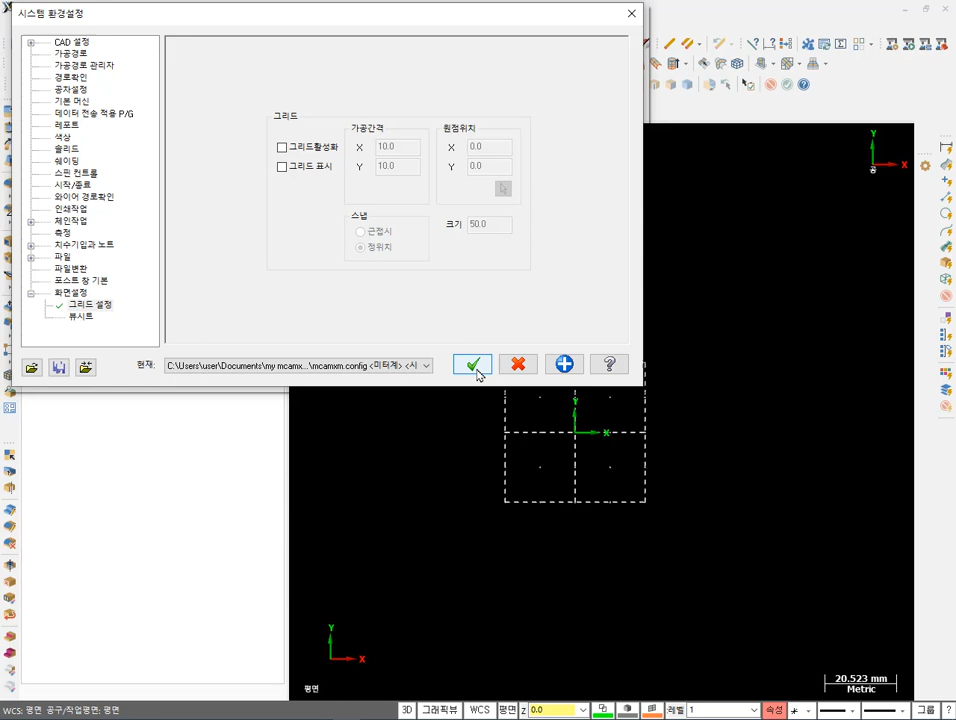 시스템 환경설정
CAD 설정
가공경로
가공경로 관리자
경로확인
공차설정
기본 머신
데이터 전송 적용 P/G
레포트
색상
솔리드
쉐이딩
스핀 컨트롤
시작/종료
와이어 경로확인
인쇄작업
체인작업
측정
치수기입과 노트
파일
파일변환
포스트 창 기본
화면설정
그리드 설정
뷰시트
그리드
그리드활성화
그리드 표시
가공간격
X 10.0
Y 10.0
원점위치
X 0.0
Y 0.0
스냅
근접시
정위치
크기 50.0
현재: C:\Users\user\Documents\my mcamx...\mcamxm.config <미터계> <시
Y
X
공
Y
X
Y
X
평면
20.523 mm
Metric
WCS: 평면 공구/작업평면: 평면
3D 그래픽뷰 WCS 평면 Z 0.0 레벨 1 속성 그룹 ?